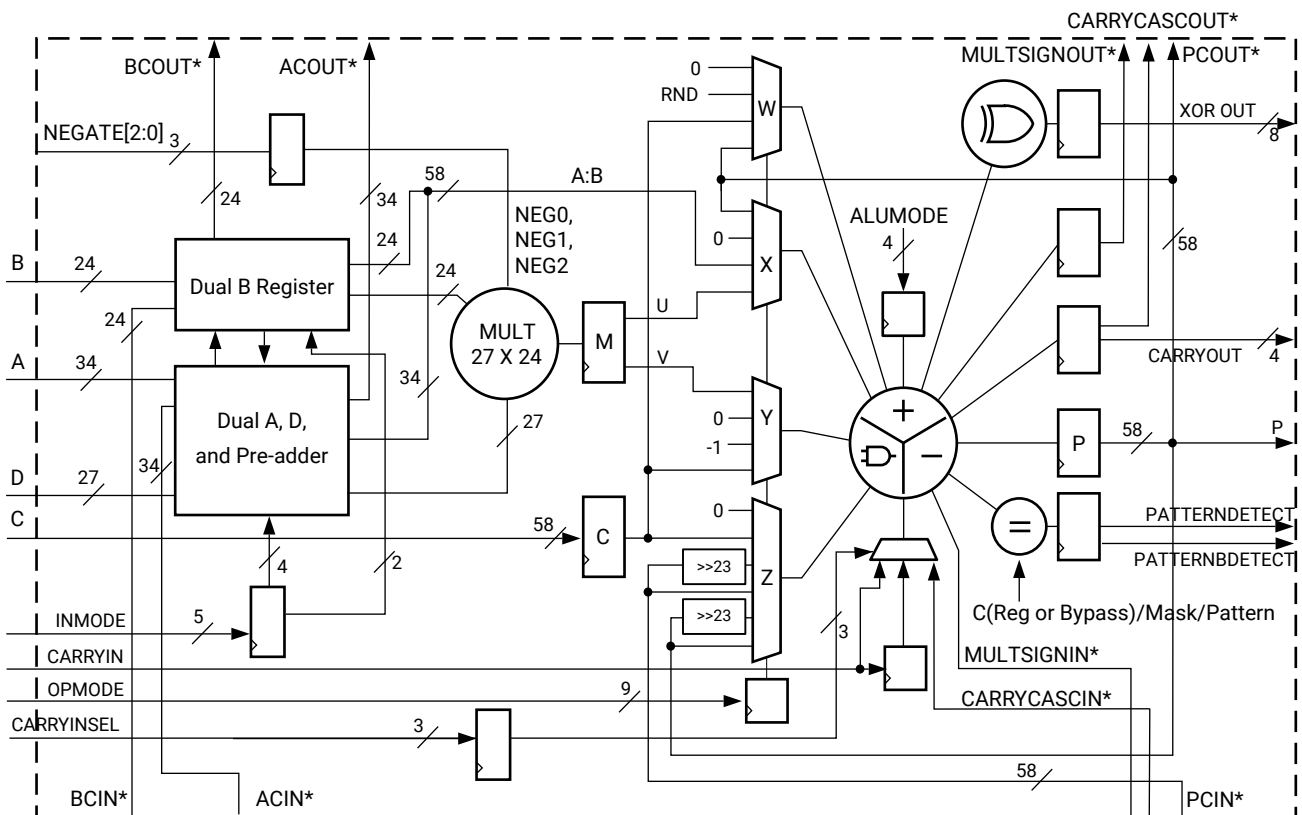 CARRYCASCOUT*
BCOUT*
ACOUT*
MULTSIGNOUT*
PCOUT*
0
RND
W
XOR OUT
8
NEGATE[2:0]
3
24
34
58
A:B
NEG0,
NEG1,
NEG2
ALUMODE
4
58
0
X
B
24
Dual B Register
24
24
24
MULT
27 X 24
M
U
V
CARRYOUT
4
A
34
34
Dual A, D,
and Pre-adder
27
0
-1
Y
+
−
P
58
P
D
27
34
C
58
C
0
>>23
>>23
Z
=
PATTERNDETECT
PATTERNBDETECT
4
2
INMODE
5
3
C(Reg or Bypass)/Mask/Pattern
CARRYIN
MULTSIGNIN*
OPMODE
9
CARRYCASCIN*
CARRYINSEL
3
58
BCIN*
ACIN*
PCIN*